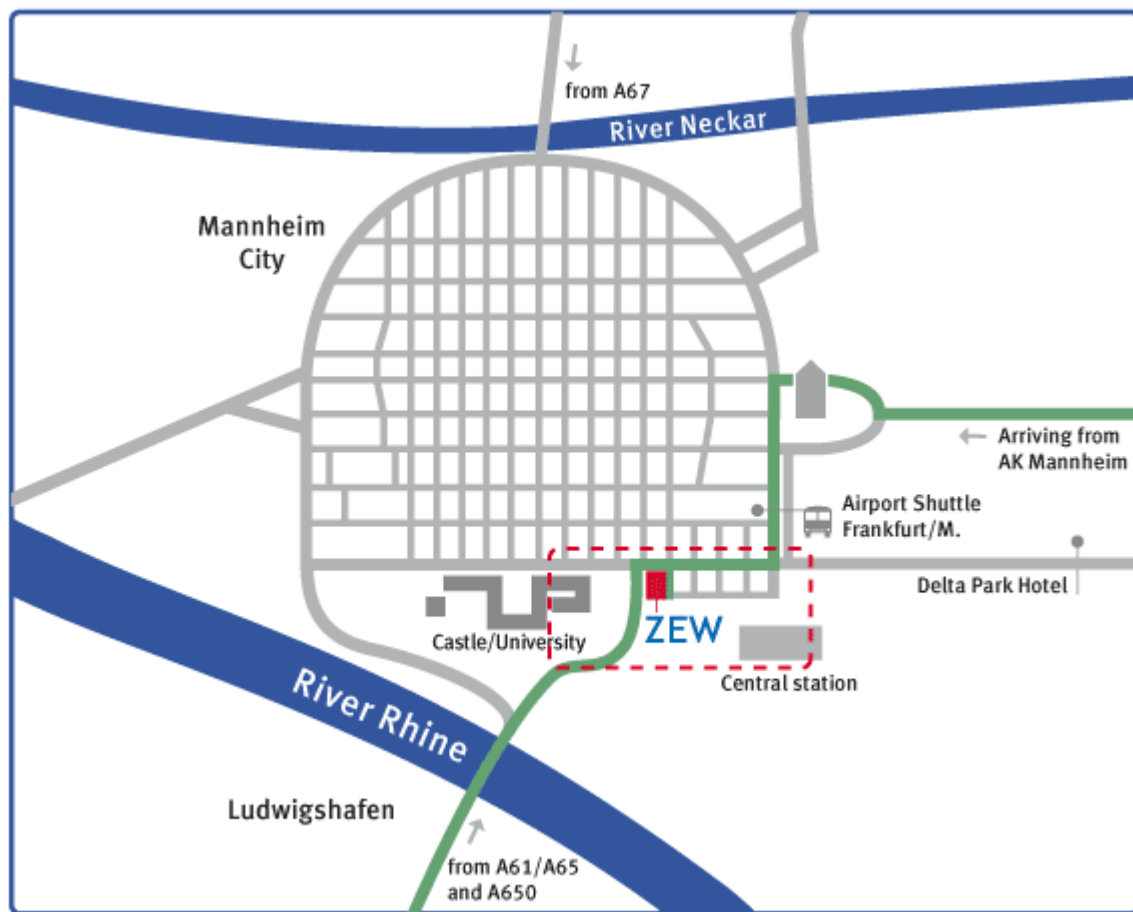 from A67
River Neckar
Mannheim
City
Arriving from
AK Mannheim
Airport Shuttle
Frankfurt/M.
Delta Park Hotel
ZEW
Castle/University
Central station
River Rhine
Ludwigshafen
from A61/A65
and A650